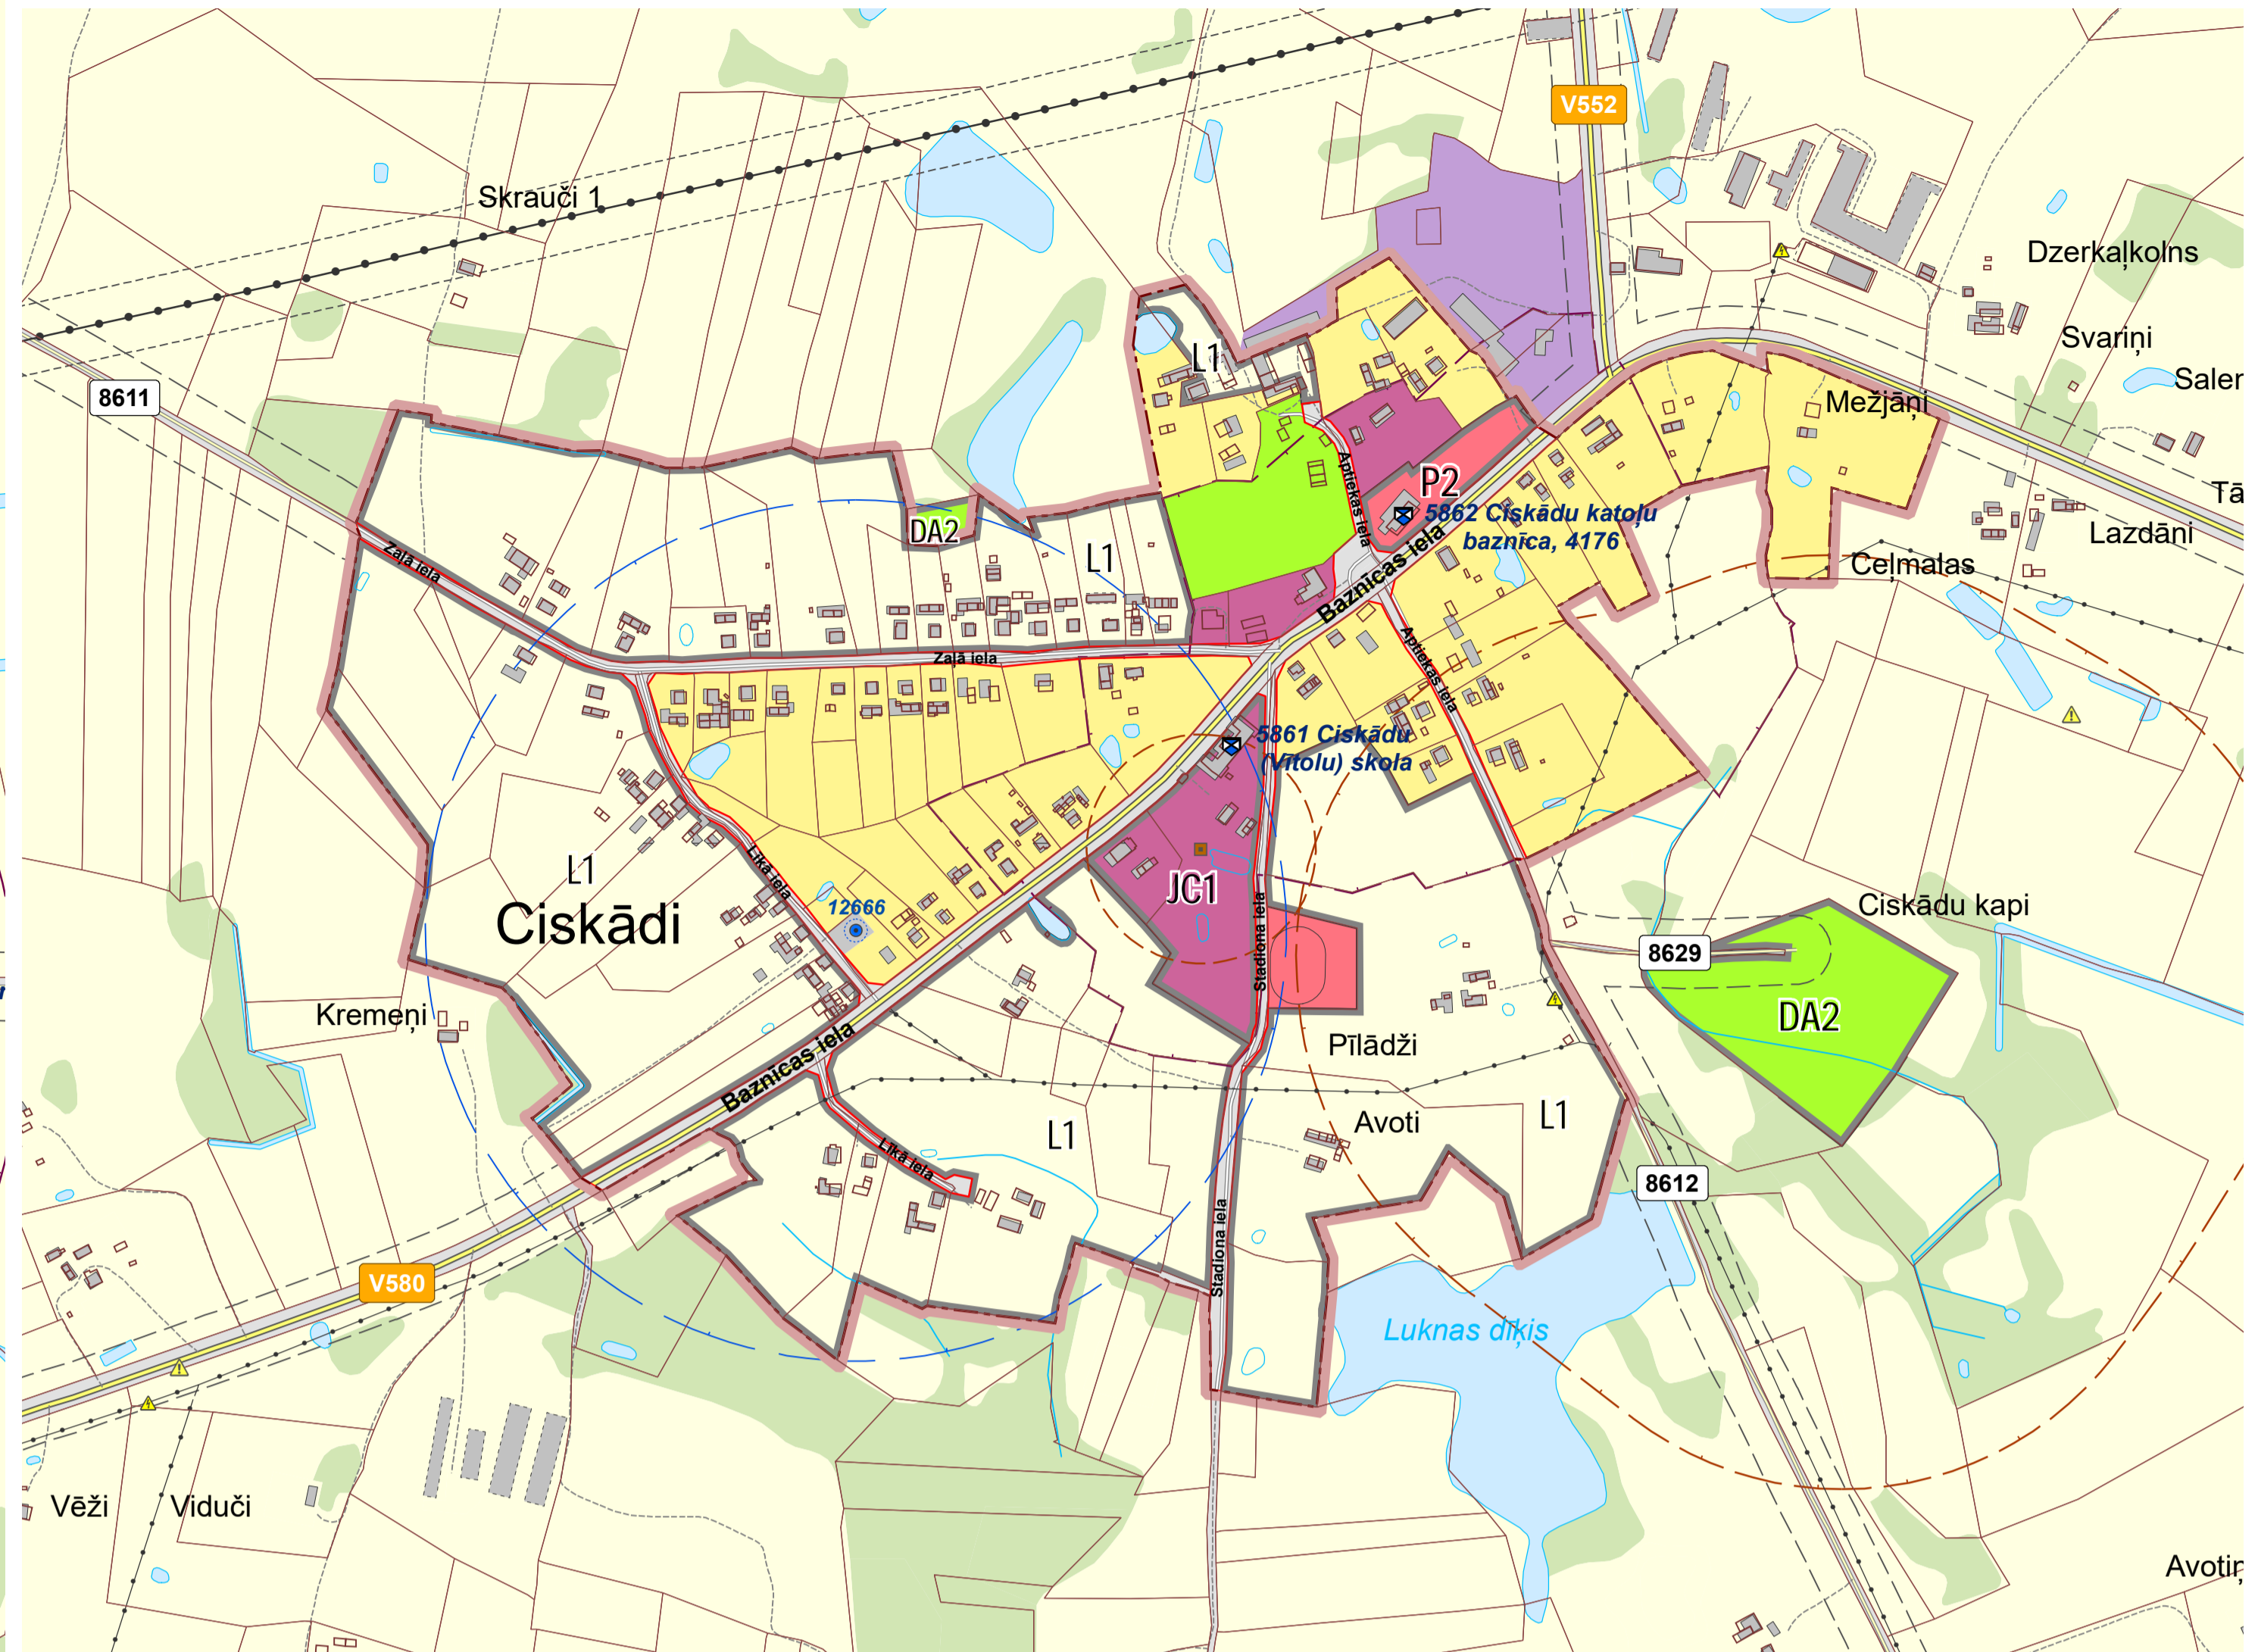 V552
Skrauči 1
Dzerkaļkolns
Svariņi
L1
Saler
8611
Mežjāņi
Aptiekas iela
P2
Tā
5862 Ciskādu katoļu
baznīca, 4176
DA2
Lazdāni
L1
Zaļā iela
Ceļmalas
Baznīcas iela
Zaļā iela
Aptiekas iela
5861 Ciskādu
(Vītolu) skola
L1
Līkā iela
JC1
12666
Ciskādi
Ciskādu kapi
Stadiona iela
8629
Kremeņi
DA2
Pīlādži
Baznīcas iela
L1
Avoti
L1
Līkā iela
8612
Stadiona iela
V580
Luknas dīķis
Vēži
Viduči
Avotiņ